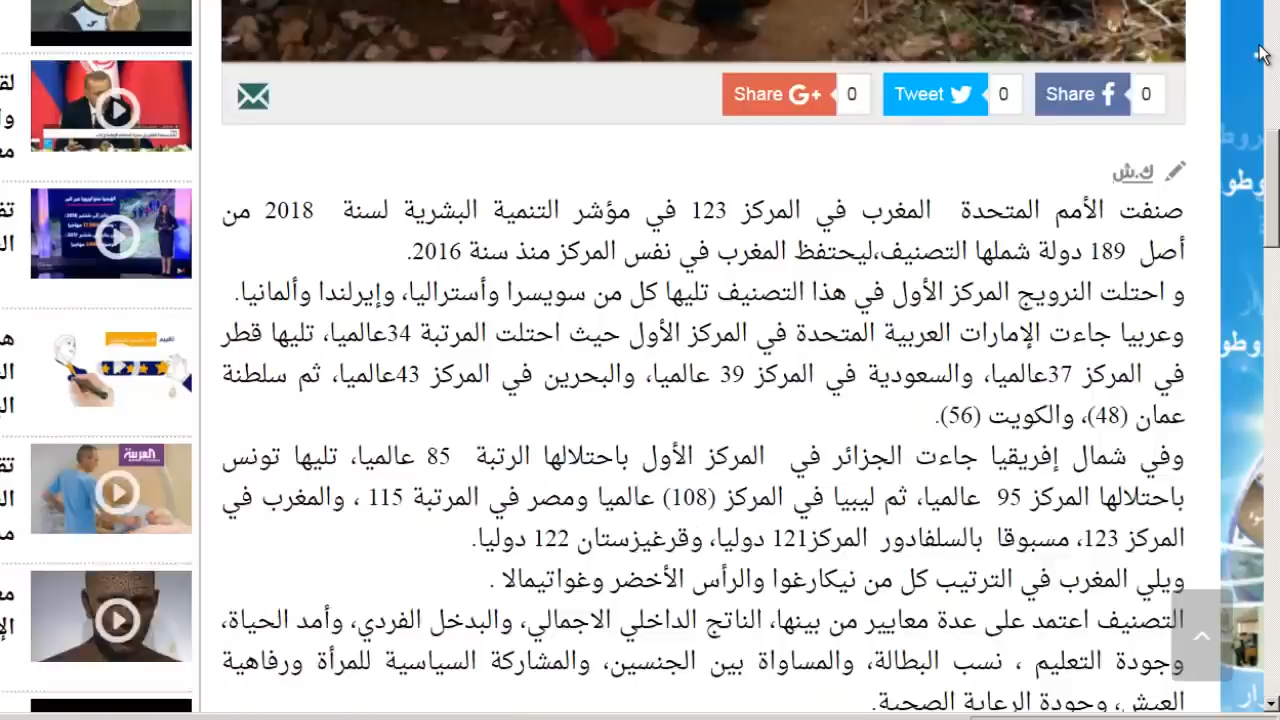 Share G+ 0
Tweet 0
Share f 0
ك.ش
صنفت الأمم المتحدة المغرب في المركز 123 في مؤشر التنمية البشرية لسنة 2018 من
أصل 189 دولة شملها التصنيف،ليحتفظ المغرب في نفس المركز منذ سنة 2016.
و احتلت النرويج المركز الأول في هذا التصنيف تليها كل من سويسرا وأستراليا، وإيرلندا وألمانيا.
وعربيا جاءت الإمارات العربية المتحدة في المركز الأول حيث احتلت المرتبة 34عالميا، تليها قطر
في المركز 37عالميا، والسعودية في المركز 39 عالميا، والبحرين في المركز 43عالميا، ثم سلطنة
عمان (48)، والكويت (56).
وفي شمال إفريقيا جاءت الجزائر في المركز الأول باحتلالها الرتبة 85 عالميا، تليها تونس
باحتلالها المركز 95 عالميا، ثم ليبيا في المركز (108) عالميا ومصر في المرتبة 115 ، والمغرب في
المركز 123، مسبوقا بالسلفادور المركز121 دوليا، وقرغيزستان 122 دوليا.
ويلي المغرب في الترتيب كل من نيكارغوا والرأس الأخضر وغواتيمالا .
التصنيف اعتمد على عدة معايير من بينها، الناتج الداخلي الاجمالي، والبدخل الفردي، وأمد الحياة،
وجودة التعليم ، نسب البطالة، والمساواة بين الجنسين، والمشاركة السياسية للمرأة ورفاهية
العيش، وجودة الرعاية الصحية.
العربية